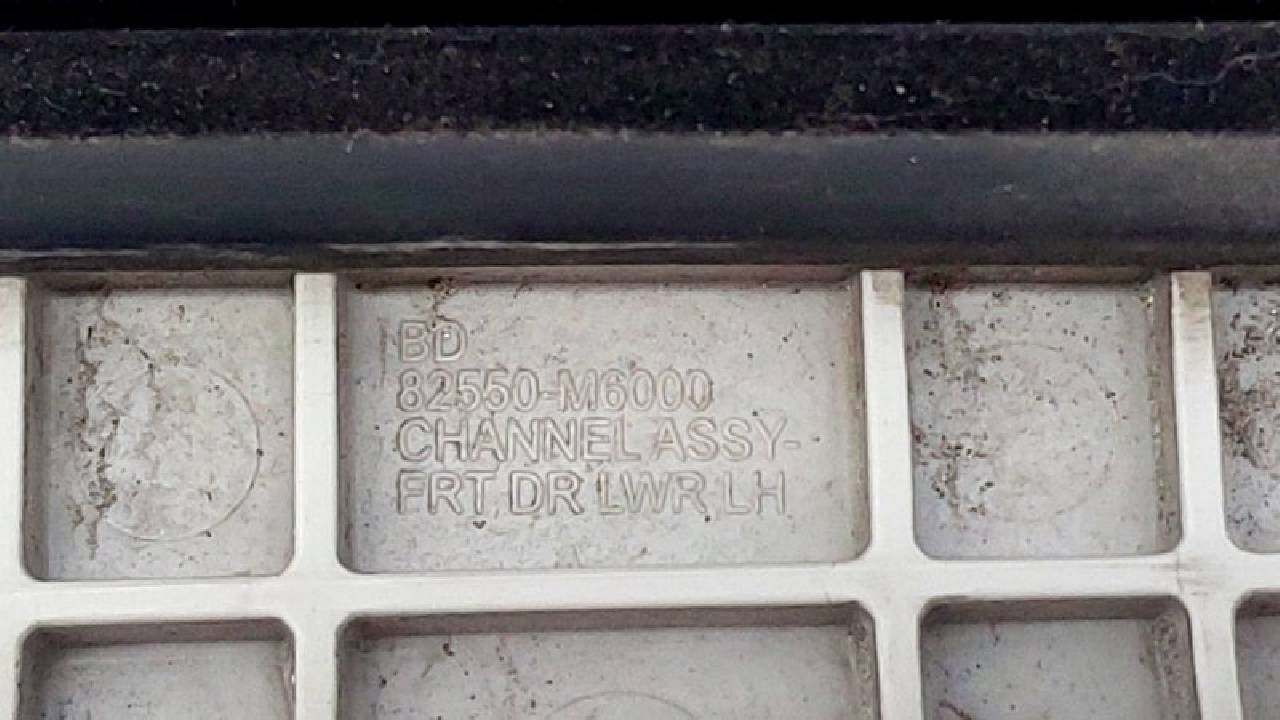 BD
82550-M6000
CHANNEL ASSY-
FRT DR LWR LH